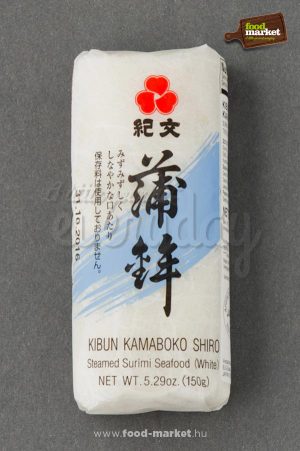 food
market
紀文
蒲鉾
みずみずしく
しなやかな口あたり
保存料は使用しておりません。
31.10.2016
KIBUN KAMABOKO SHIRO
Steamed Surimi Seafood (White)
NET WT. 5.29oz. (150g)
www.food-market.hu